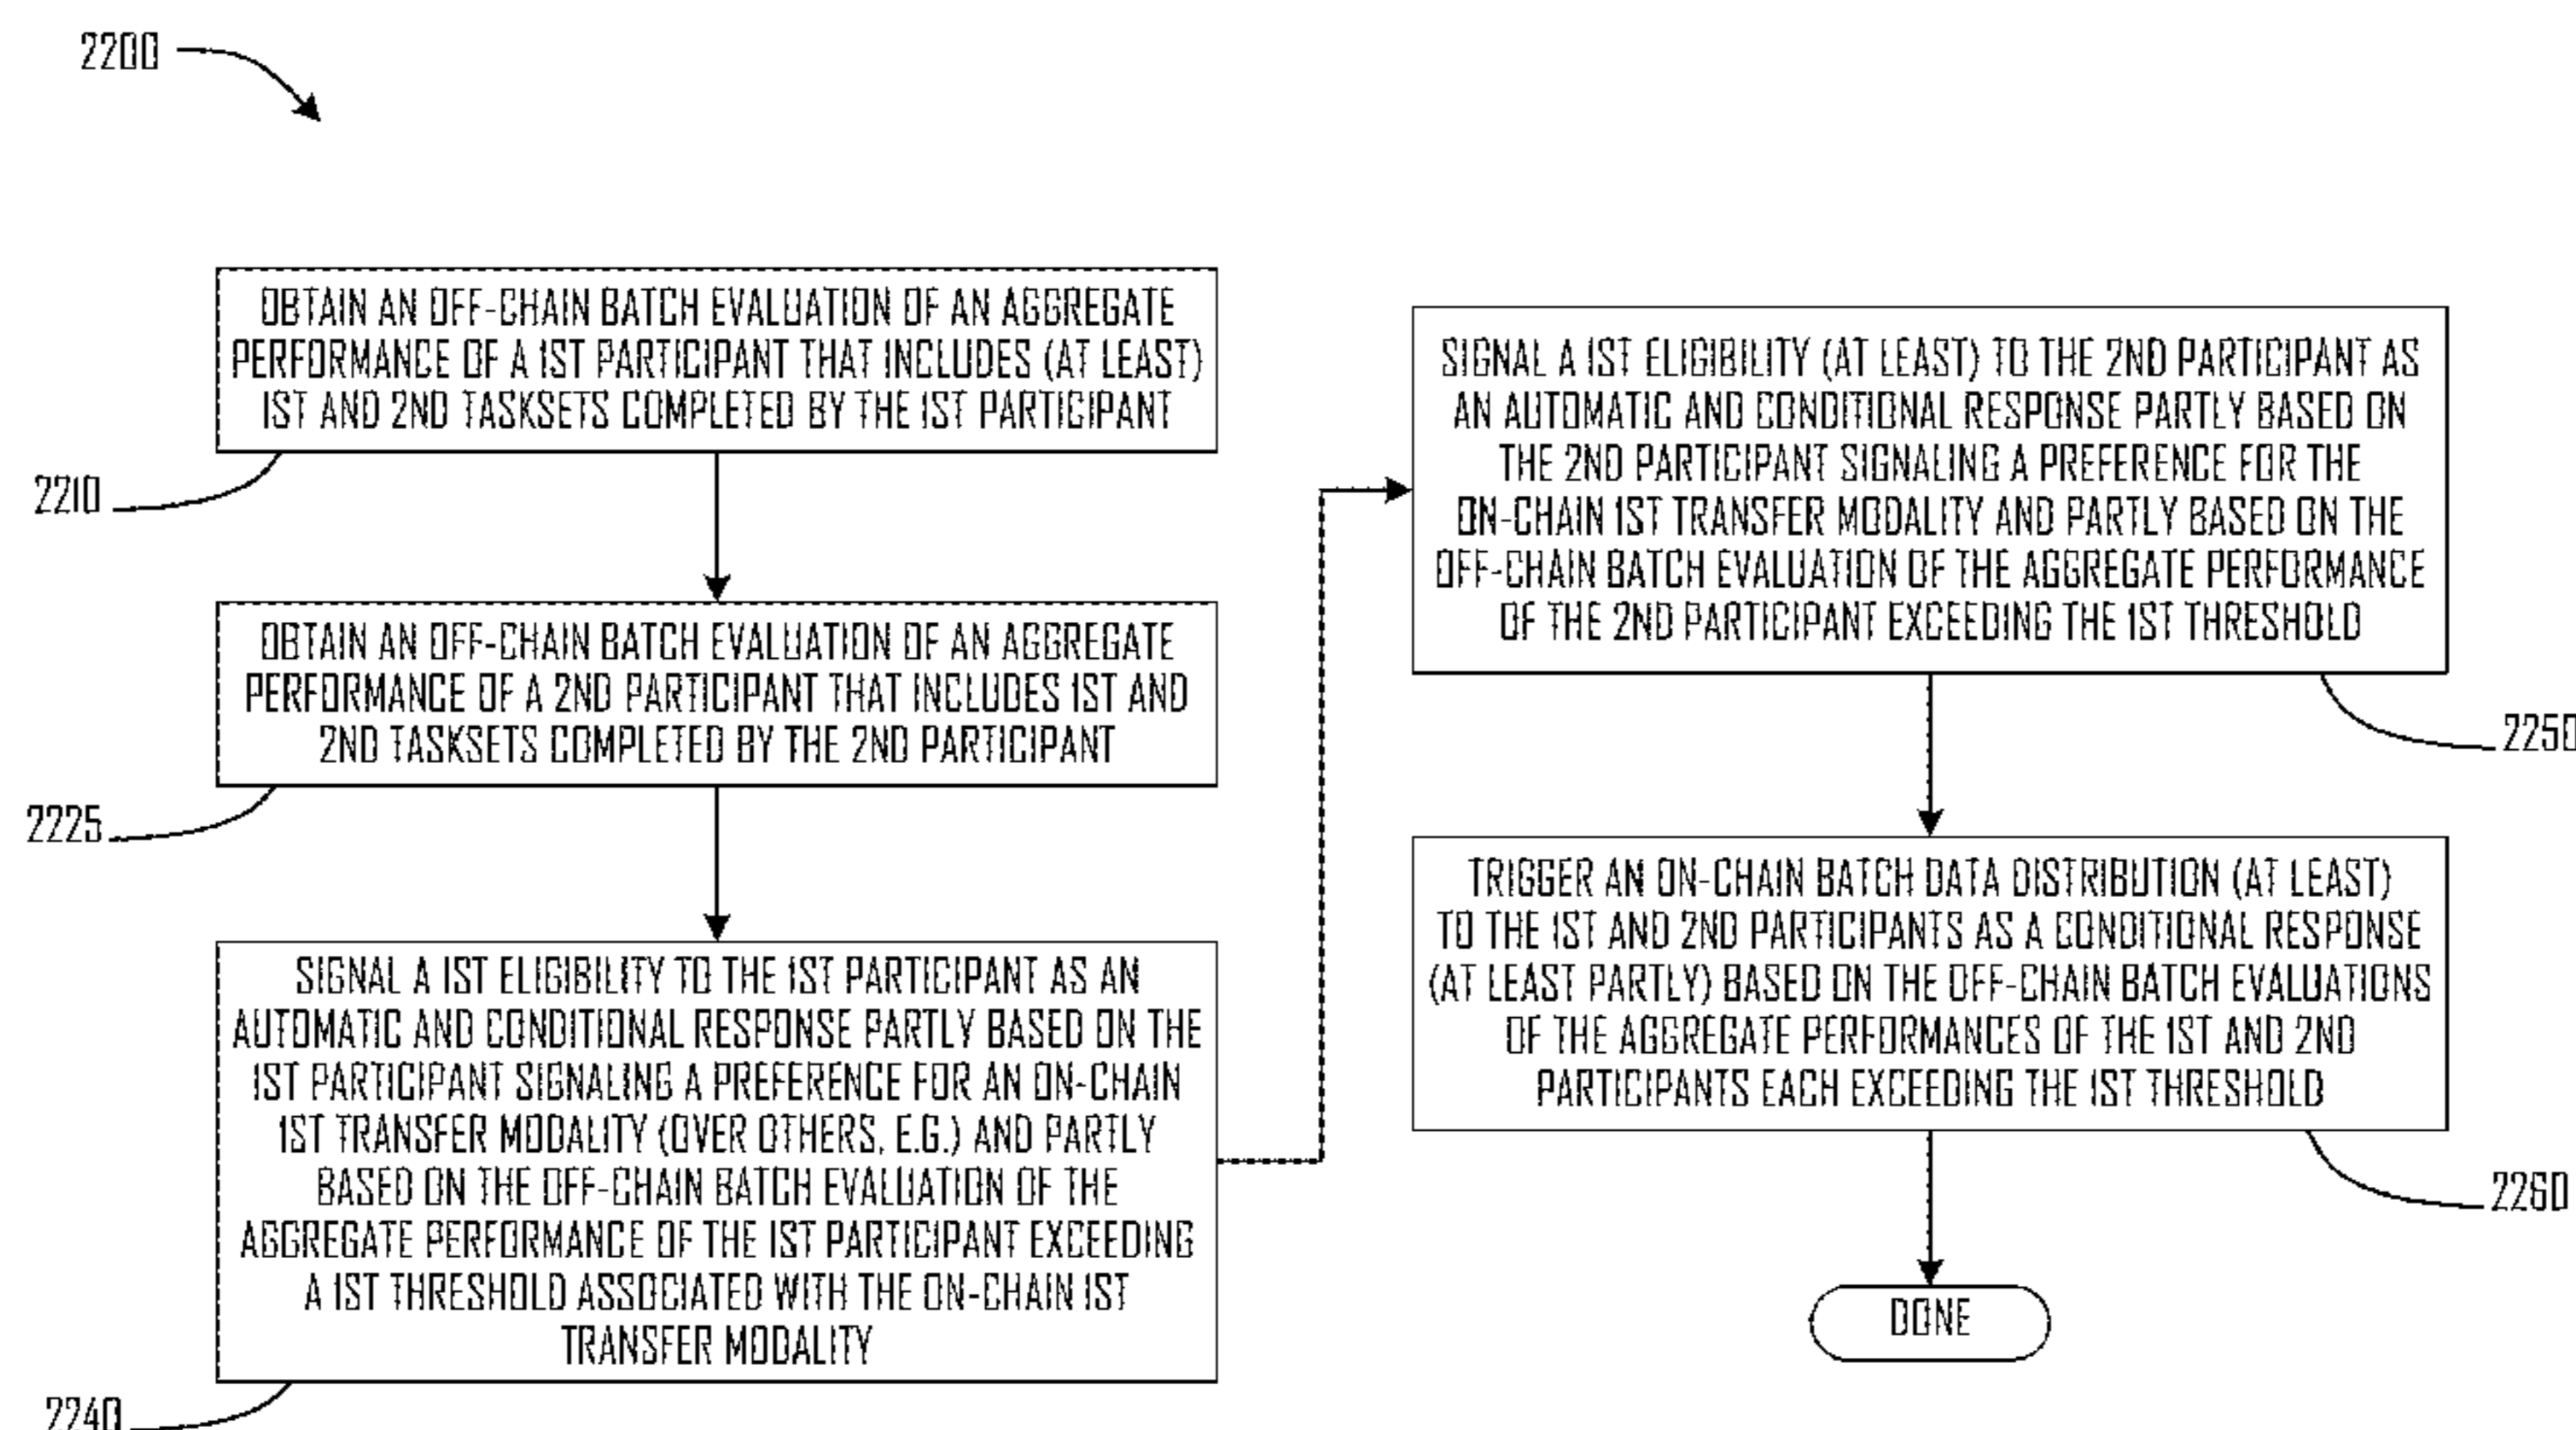 2200
OBTAIN AN OFF-CHAIN BATCH EVALUATION OF AN AGGREGATE
PERFORMANCE OF A 1ST PARTICIPANT THAT INCLUDES (AT LEAST)
1ST AND 2ND TASKSETS COMPLETED BY THE 1ST PARTICIPANT
2210
OBTAIN AN OFF-CHAIN BATCH EVALUATION OF AN AGGREGATE
PERFORMANCE OF A 2ND PARTICIPANT THAT INCLUDES 1ST AND
2ND TASKSETS COMPLETED BY THE 2ND PARTICIPANT
2225
SIGNAL A 1ST ELIGIBILITY TO THE 1ST PARTICIPANT AS AN
AUTOMATIC AND CONDITIONAL RESPONSE PARTLY BASED ON THE
1ST PARTICIPANT SIGNALING A PREFERENCE FOR AN ON-CHAIN
1ST TRANSFER MODALITY (OVER OTHERS, E.G.) AND PARTLY
BASED ON THE OFF-CHAIN BATCH EVALUATION OF THE
AGGREGATE PERFORMANCE OF THE 1ST PARTICIPANT EXCEEDING
A 1ST THRESHOLD ASSOCIATED WITH THE ON-CHAIN 1ST
TRANSFER MODALITY
2240
SIGNAL A 1ST ELIGIBILITY (AT LEAST) TO THE 2ND PARTICIPANT AS
AN AUTOMATIC AND CONDITIONAL RESPONSE PARTLY BASED ON
THE 2ND PARTICIPANT SIGNALING A PREFERENCE FOR THE
ON-CHAIN 1ST TRANSFER MODALITY AND PARTLY BASED ON THE
OFF-CHAIN BATCH EVALUATION OF THE AGGREGATE PERFORMANCE
OF THE 2ND PARTICIPANT EXCEEDING THE 1ST THRESHOLD
2250
TRIGGER AN ON-CHAIN BATCH DATA DISTRIBUTION (AT LEAST)
TO THE 1ST AND 2ND PARTICIPANTS AS A CONDITIONAL RESPONSE
(AT LEAST PARTLY) BASED ON THE OFF-CHAIN BATCH EVALUATIONS
OF THE AGGREGATE PERFORMANCES OF THE 1ST AND 2ND
PARTICIPANTS EACH EXCEEDING THE 1ST THRESHOLD
2260
DONE